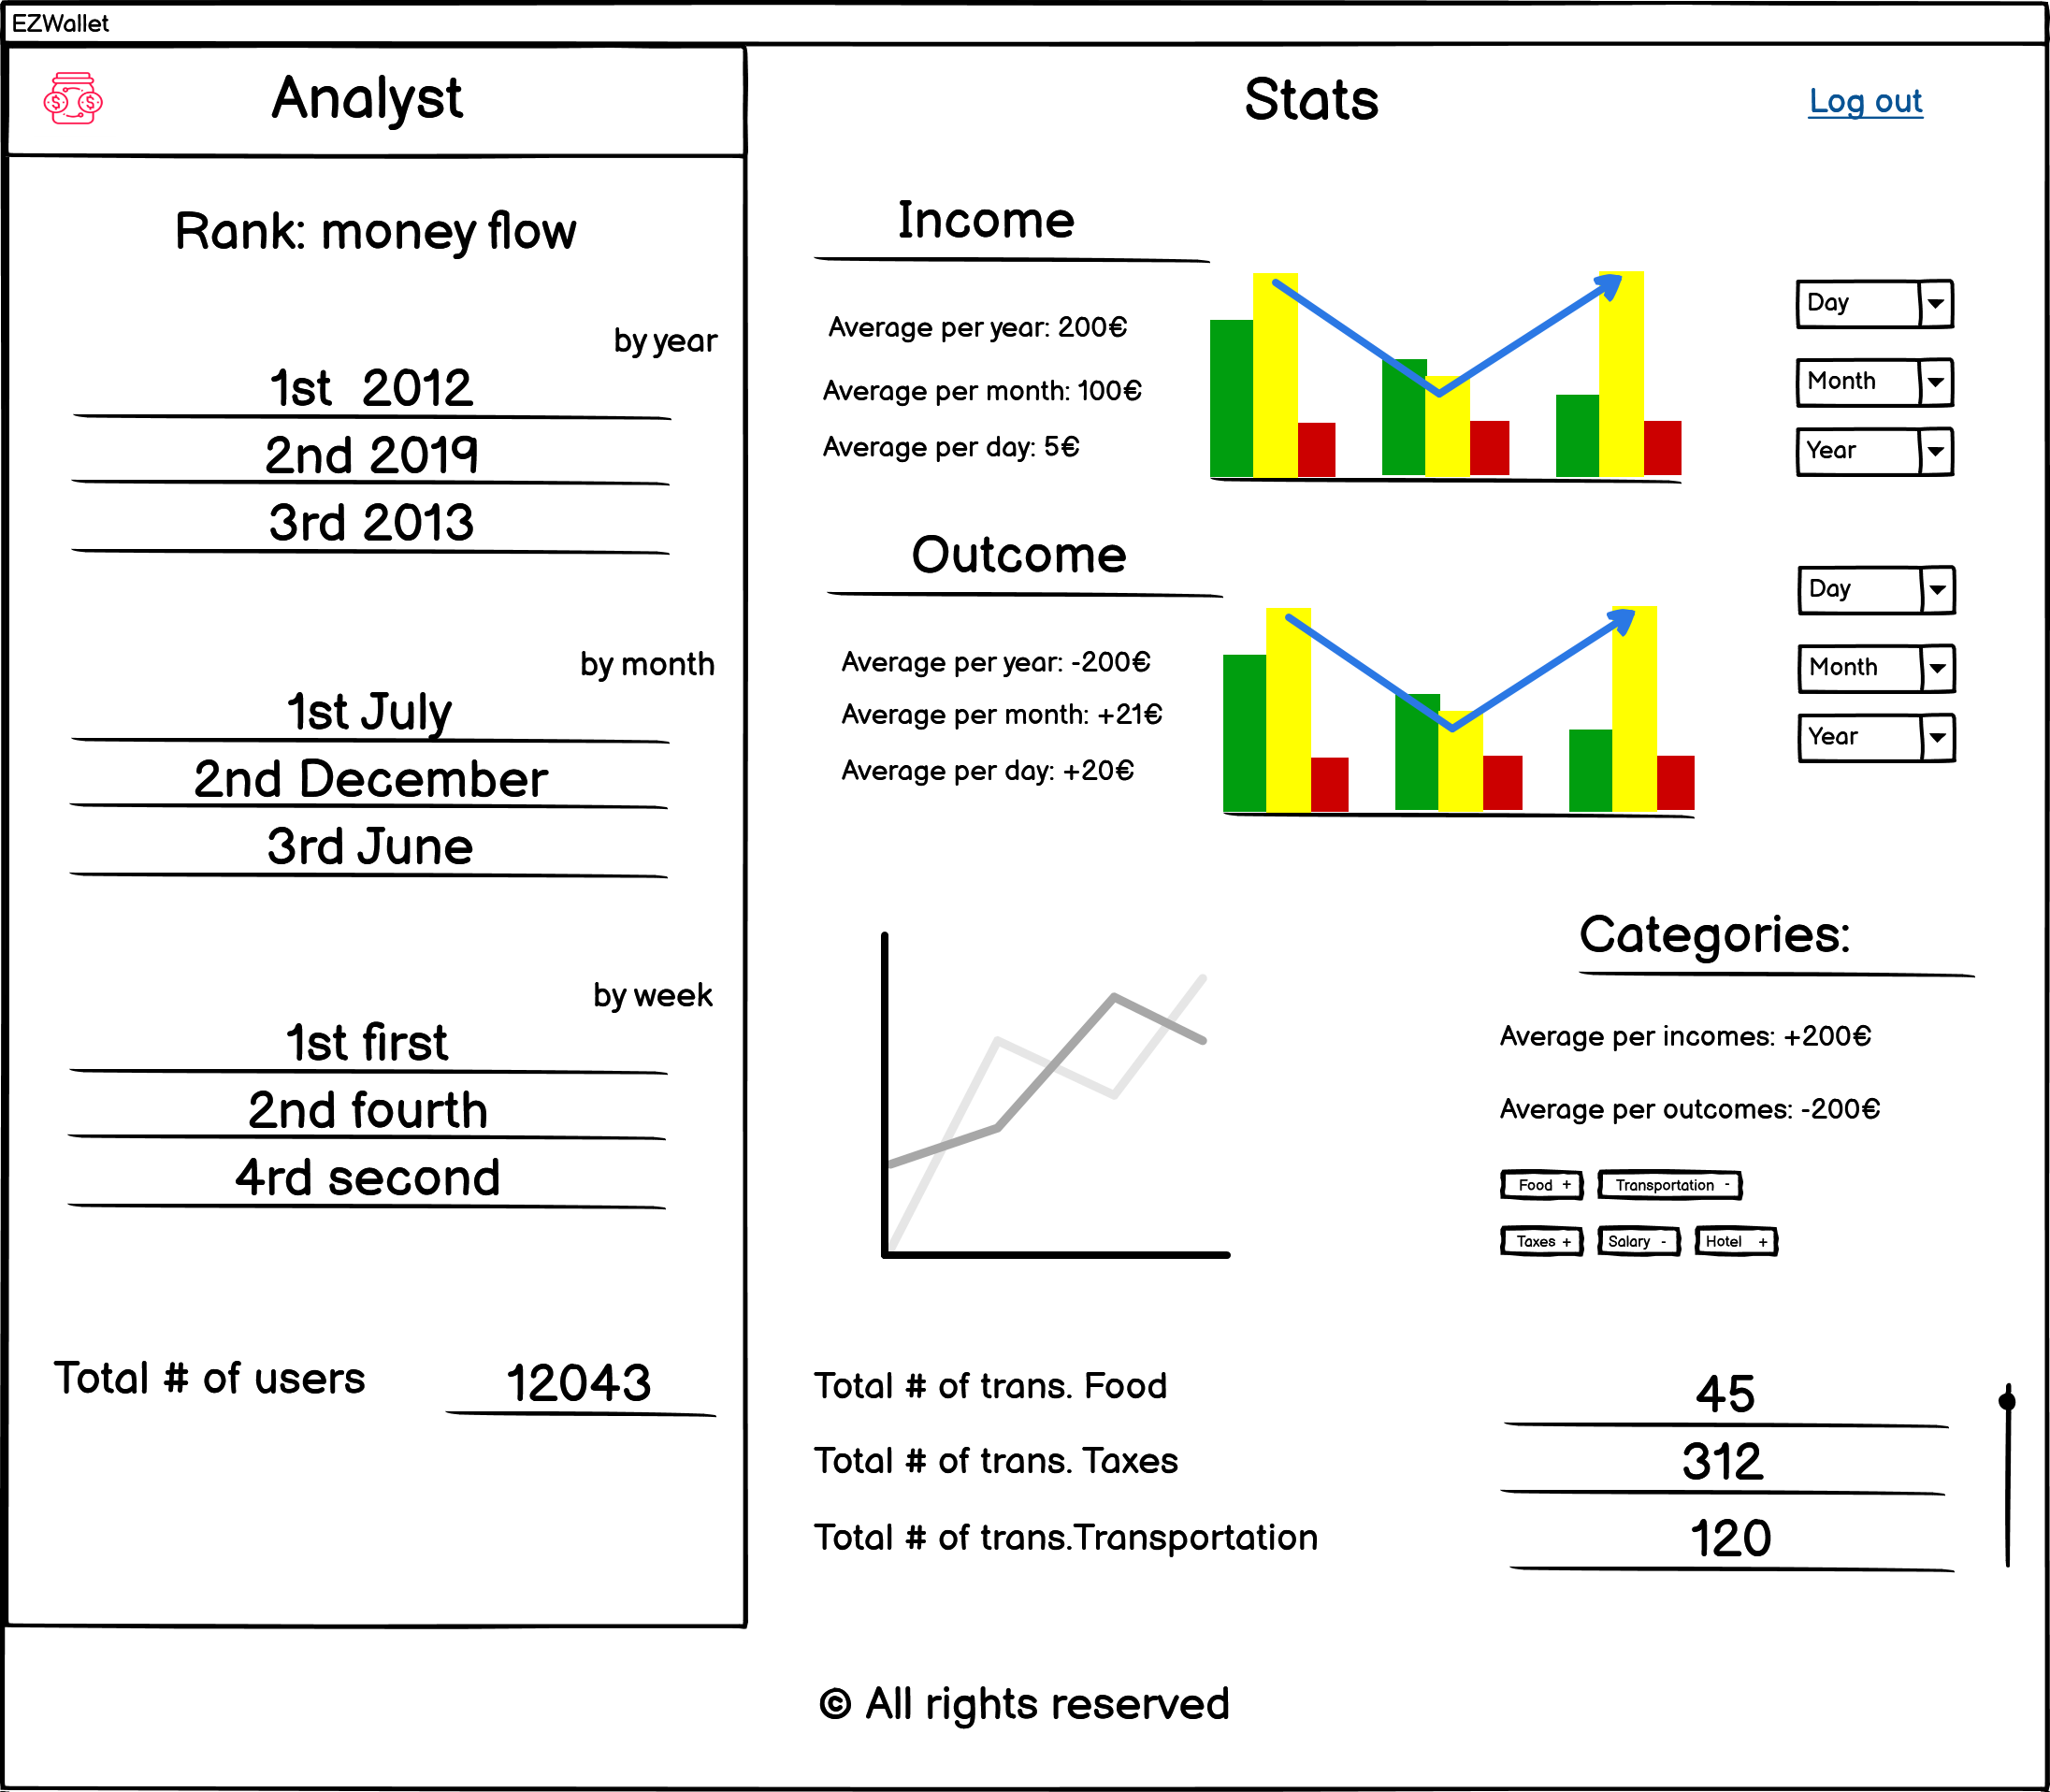 EZWallet
Analyst
Rank: money flow
by year
1st 2012
2nd 2019
3rd 2013
by month
1st July
2nd December
3rd June
by week
1st first
2nd fourth
4rd second
Total # of users 12043
Stats
Log out
Income
Average per year: 200€
Average per month: 100€
Average per day: 5€
Day
Month
Year
Outcome
Average per year: -200€
Average per month: +21€
Average per day: +20€
Day
Month
Year
Categories:
Average per incomes: +200€
Average per outcomes: -200€
Food + Transportation -
Taxes + Salary - Hotel +
Total # of trans. Food 45
Total # of trans. Taxes 312
Total # of trans.Transportation 120
© All rights reserved